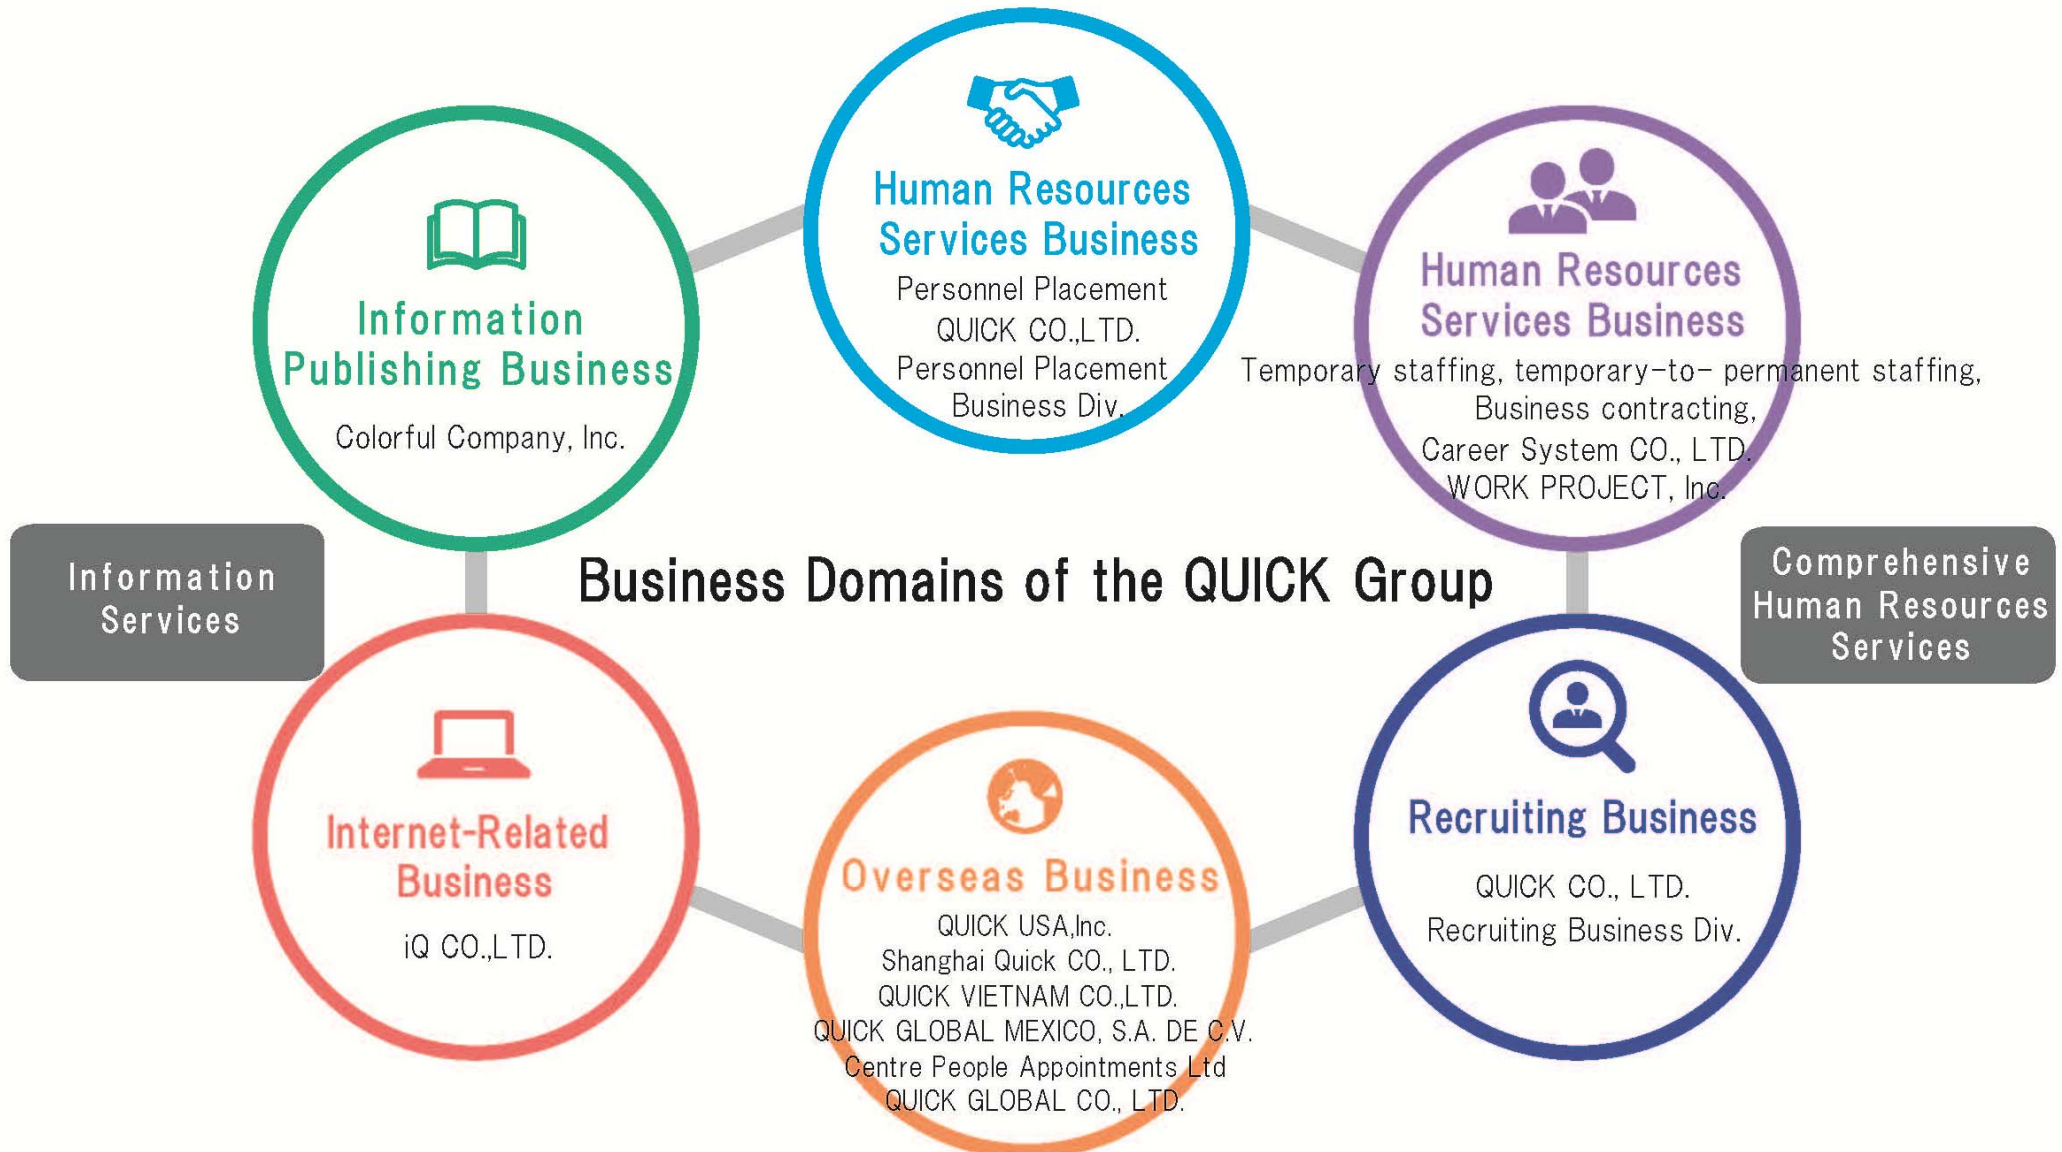 Human Resources
Services Business
Personnel Placement
QUICK CO.,LTD.
Personnel Placement
Business Div.
Information
Publishing Business
Colorful Company, Inc.
Human Resources
Services Business
Temporary staffing, temporary-to- permanent staffing,
Business contracting,
Career System CO., LTD.
WORK PROJECT, Inc.
Information
Services
Business Domains of the QUICK Group
Comprehensive
Human Resources
Services
Internet-Related
Business
iQ CO.,LTD.
Overseas Business
QUICK USA,Inc.
Shanghai Quick CO., LTD.
QUICK VIETNAM CO.,LTD.
QUICK GLOBAL MEXICO, S.A. DE C.V.
Centre People Appointments Ltd
QUICK GLOBAL CO., LTD.
Recruiting Business
QUICK CO., LTD.
Recruiting Business Div.